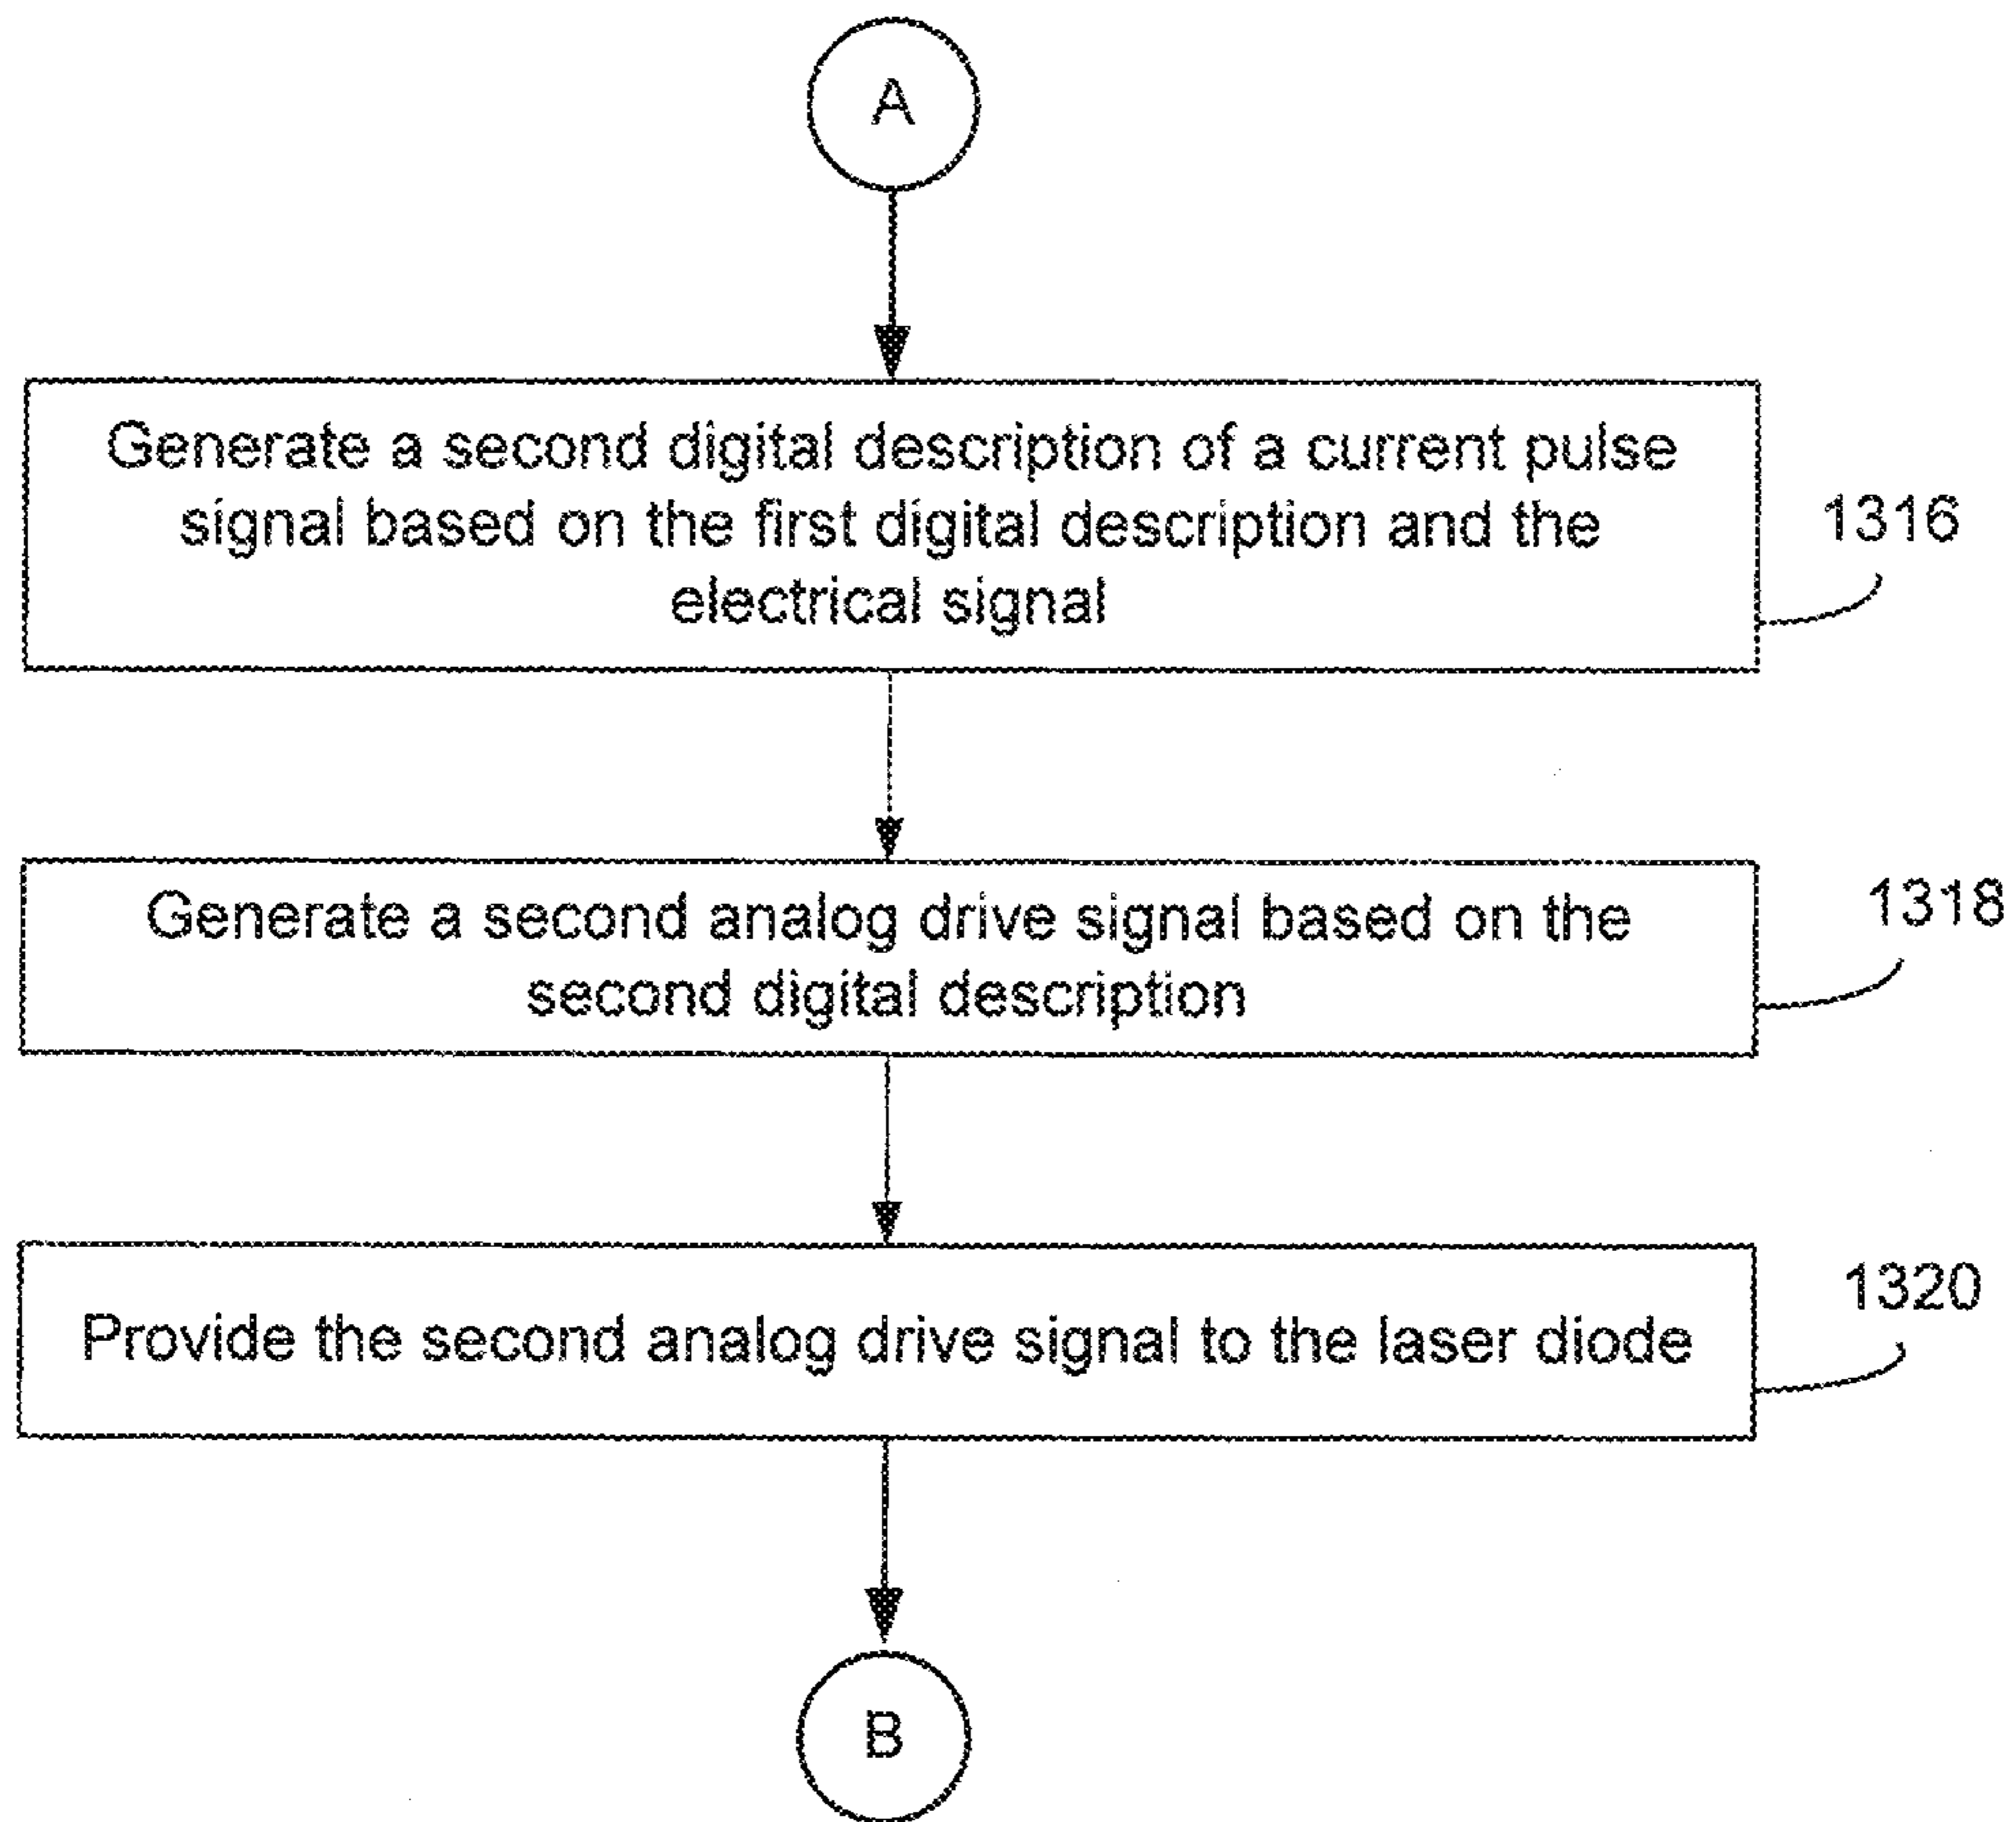 A
Generate a second digital description of a current pulse
signal based on the first digital description and the
electrical signal
1316
Generate a second analog drive signal based on the
second digital description
1318
Provide the second analog drive signal to the laser diode
1320
B